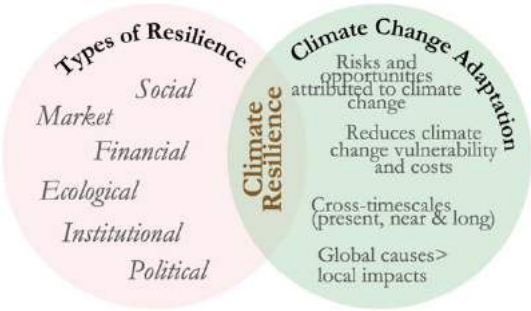 Types of Resilience
Social
Market
Financial
Ecological
Institutional
Political
Climate
Resilience
Climate Change Adaptation
Risks and
opportunities
attributed to climate
change
Reduces climate
change vulnerability
and costs
Cross-timescales
(present, near & long)
Global causes>
local impacts